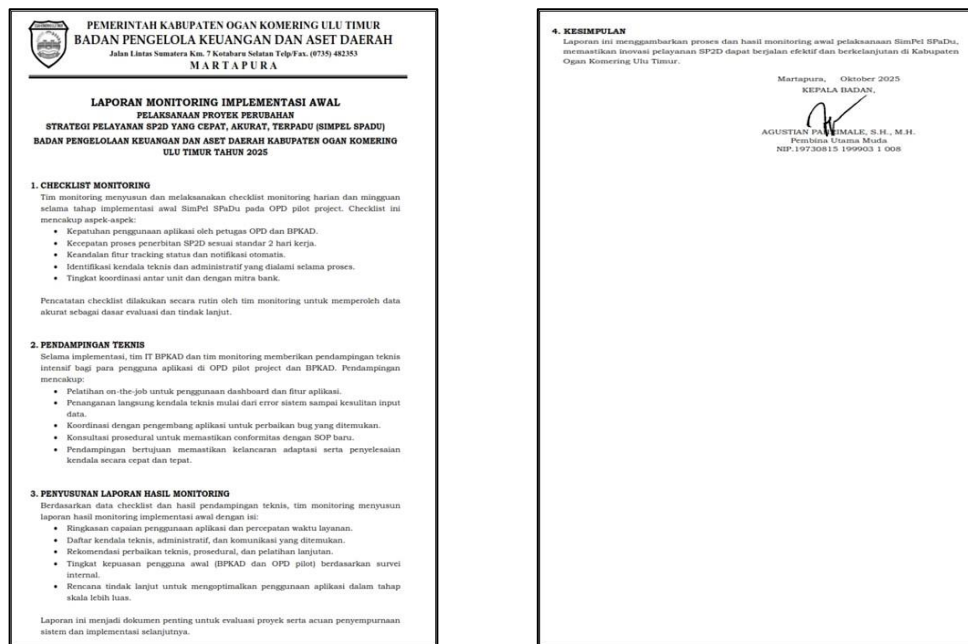 PEMERINTAH KABUPATEN OGAN KOMERING ULU TIMUR
BADAN PENGELOLA KEUANGAN DAN ASET DAERAH
Jalan Lintas Sumatera Km. 7 Kotabaru Selatan Telp/Fax. (0735) 482353
M A R T A P U R A
LAPORAN MONITORING IMPLEMENTASI AWAL
PELAKSANAAN PROYEK PERUBAHAN
STRATEGI PELAYANAN SP2D YANG CEPAT, AKURAT, TERPADU (SIMPEL SPADU)
BADAN PENGELOLAAN KEUANGAN DAN ASET DAERAH KABUPATEN OGAN KOMERING
ULU TIMUR TAHUN 2025
1. CHECKLIST MONITORING
Tim monitoring menyusun dan melaksanakan checklist monitoring harian dan mingguan
selama tahap implementasi awal SimPel SPaDu pada OPD pilot project. Checklist ini
mencakup aspek-aspek:
• Kepatuhan penggunaan aplikasi oleh petugas OPD dan BPKAD.
• Kecepatan proses penerbitan SP2D sesuai standar 2 hari kerja.
• Keandalan fitur tracking status dan notifikasi otomatis.
• Identifikasi kendala teknis dan administratif yang dialami selama proses.
• Tingkat koordinasi antar unit dan dengan mitra bank.
Pencatatan checklist dilakukan secara rutin oleh tim monitoring untuk memperoleh data
akurat sebagai dasar evaluasi dan tindak lanjut.
2. PENDAMPINGAN TEKNIS
Selama implementasi, tim IT BPKAD dan tim monitoring memberikan pendampingan teknis
intensif bagi para pengguna aplikasi di OPD pilot project dan BPKAD. Pendampingan
mencakup:
• Pelatihan on-the-job untuk penggunaan dashboard dan fitur aplikasi.
• Penanganan langsung kendala teknis mulai dari error sistem sampai kesulitan input
data.
• Koordinasi dengan pengembang aplikasi untuk perbaikan bug yang ditemukan.
• Konsultasi prosedural untuk memastikan conformitas dengan SOP baru.
• Pendampingan bertujuan memastikan kelancaran adaptasi serta penyelesaian
kendala secara cepat dan tepat.
3. PENYUSUNAN LAPORAN HASIL MONITORING
Berdasarkan data checklist dan hasil pendampingan teknis, tim monitoring menyusun
laporan hasil monitoring implementasi awal dengan isi:
• Ringkasan capaian penggunaan aplikasi dan percepatan waktu layanan.
• Daftar kendala teknis, administratif, dan komunikasi yang ditemukan.
• Rekomendasi perbaikan teknis, prosedural, dan pelatihan lanjutan.
• Tingkat kepuasan pengguna awal (BPKAD dan OPD pilot) berdasarkan survei
internal.
• Rencana tindak lanjut untuk mengoptimalkan penggunaan aplikasi dalam tahap
skala lebih luas.
Laporan ini menjadi dokumen penting untuk evaluasi proyek serta acuan penyempurnaan
sistem dan implementasi selanjutnya.
4. KESIMPULAN
Laporan ini menggambarkan proses dan hasil monitoring awal pelaksanaan SimPel SPaDu,
memastikan inovasi pelayanan SP2D dapat berjalan efektif dan berkelanjutan di Kabupaten
Ogan Komering Ulu Timur.
Martapura, Oktober 2025
KEPALA BADAN,
AGUSTIAN S.H., M.H.
Pembina Utama Muda
NIP.19730815 199903 1 008